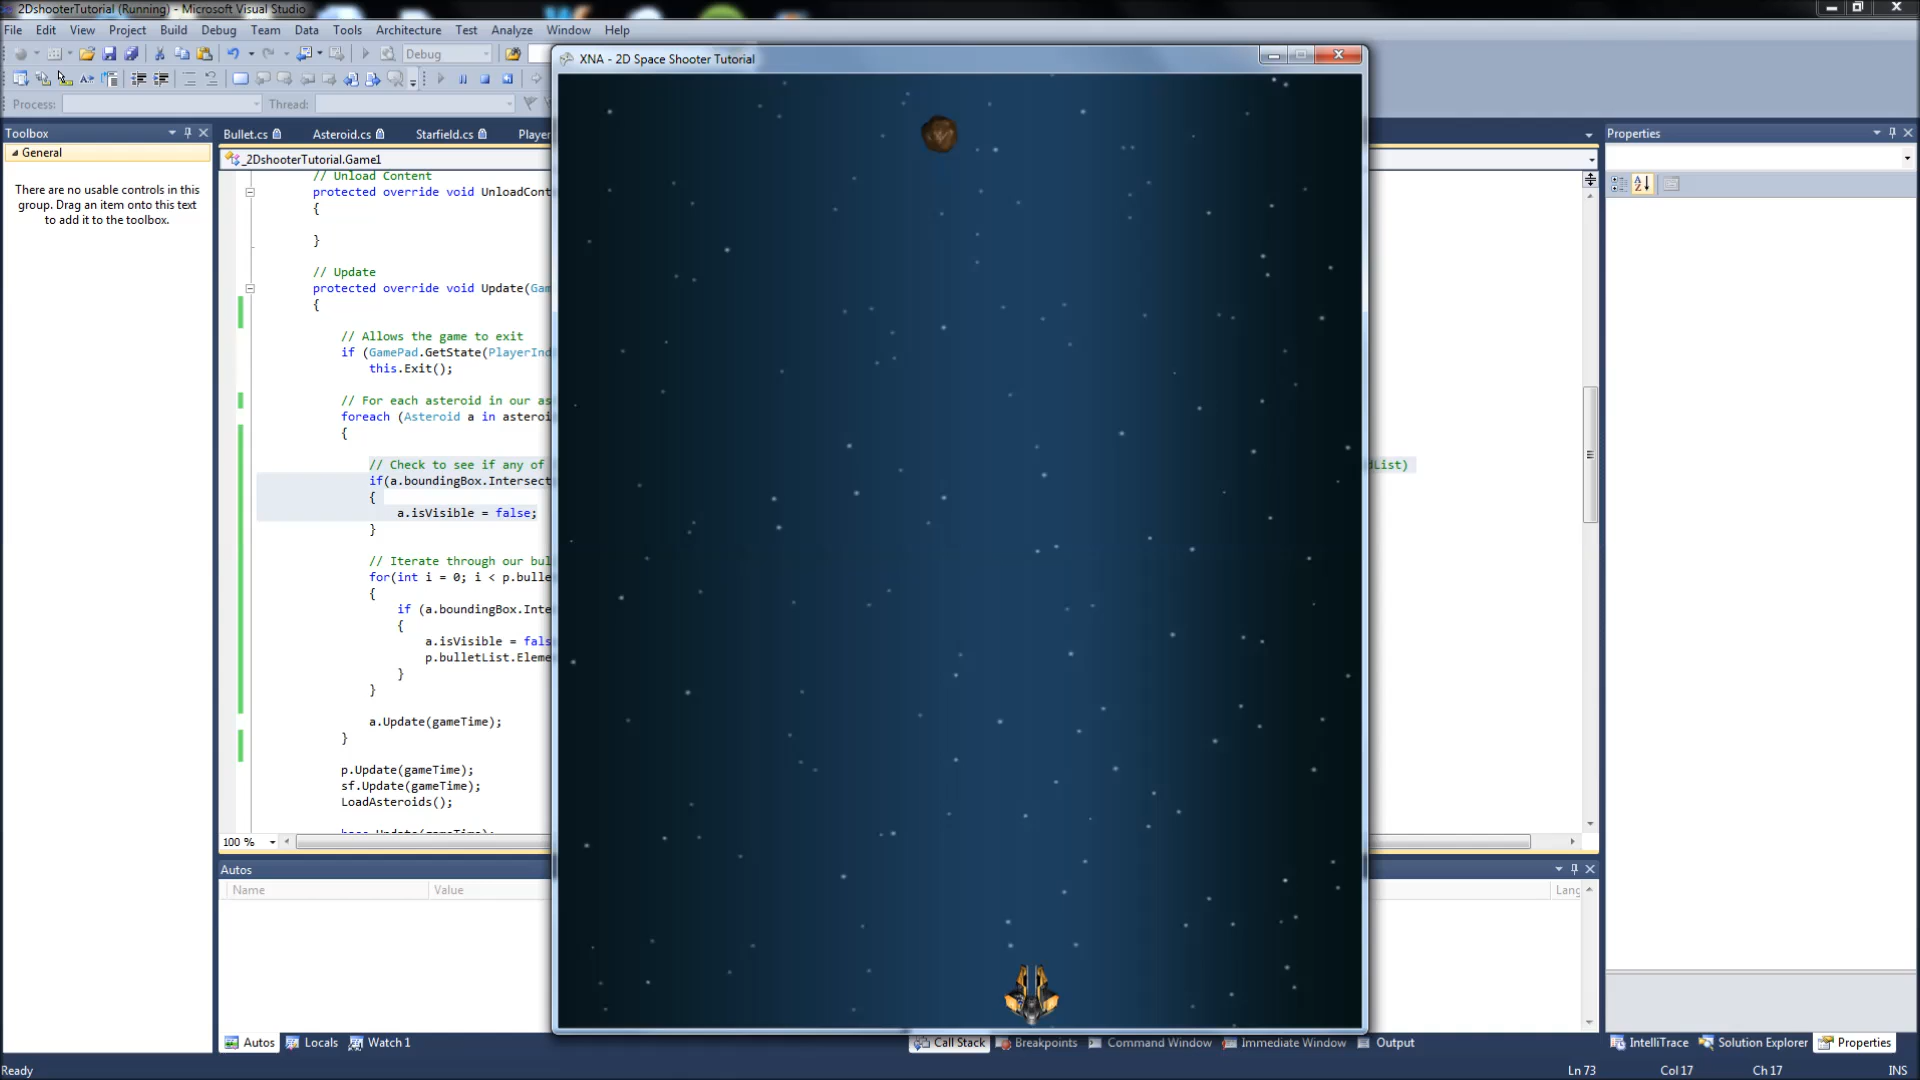 2DshooterTutorial (Running) - Microsoft Visual Studio
File Edit View Project Build Debug Team Data Tools Architecture Test Analyze Window Help
Debug
XNA - 2D Space Shooter Tutorial
Process: Thread:
Toolbox
Bullet.cs Asteroid.cs Starfield.cs Player
Properties
General
_2DshooterTutorial.Game1
There are no usable controls in this
group. Drag an item onto this text
to add it to the toolbox.
// Unload Content
protected override void UnloadCont
{
}
// Update
protected override void Update(Gam
{
// Allows the game to exit
if (GamePad.GetState(PlayerInd
this.Exit();
// For each asteroid in our as
foreach (Asteroid a in asteroi
{
// Check to see if any of dList)
if(a.boundingBox.Intersect
{
a.isVisible = false;
}
// Iterate through our bul
for(int i = 0; i < p.bulle
{
if (a.boundingBox.Inte
{
a.isVisible = fals
p.bulletList.Eleme
}
}
a.Update(gameTime);
}
p.Update(gameTime);
sf.Update(gameTime);
LoadAsteroids();
base.Update(gameTime);
100 %
Autos
Name Value Lang
Autos Locals Watch 1
Call Stack Breakpoints Command Window Immediate Window Output
IntelliTrace Solution Explorer Properties
Ready Ln 73 Col 17 Ch 17 INS